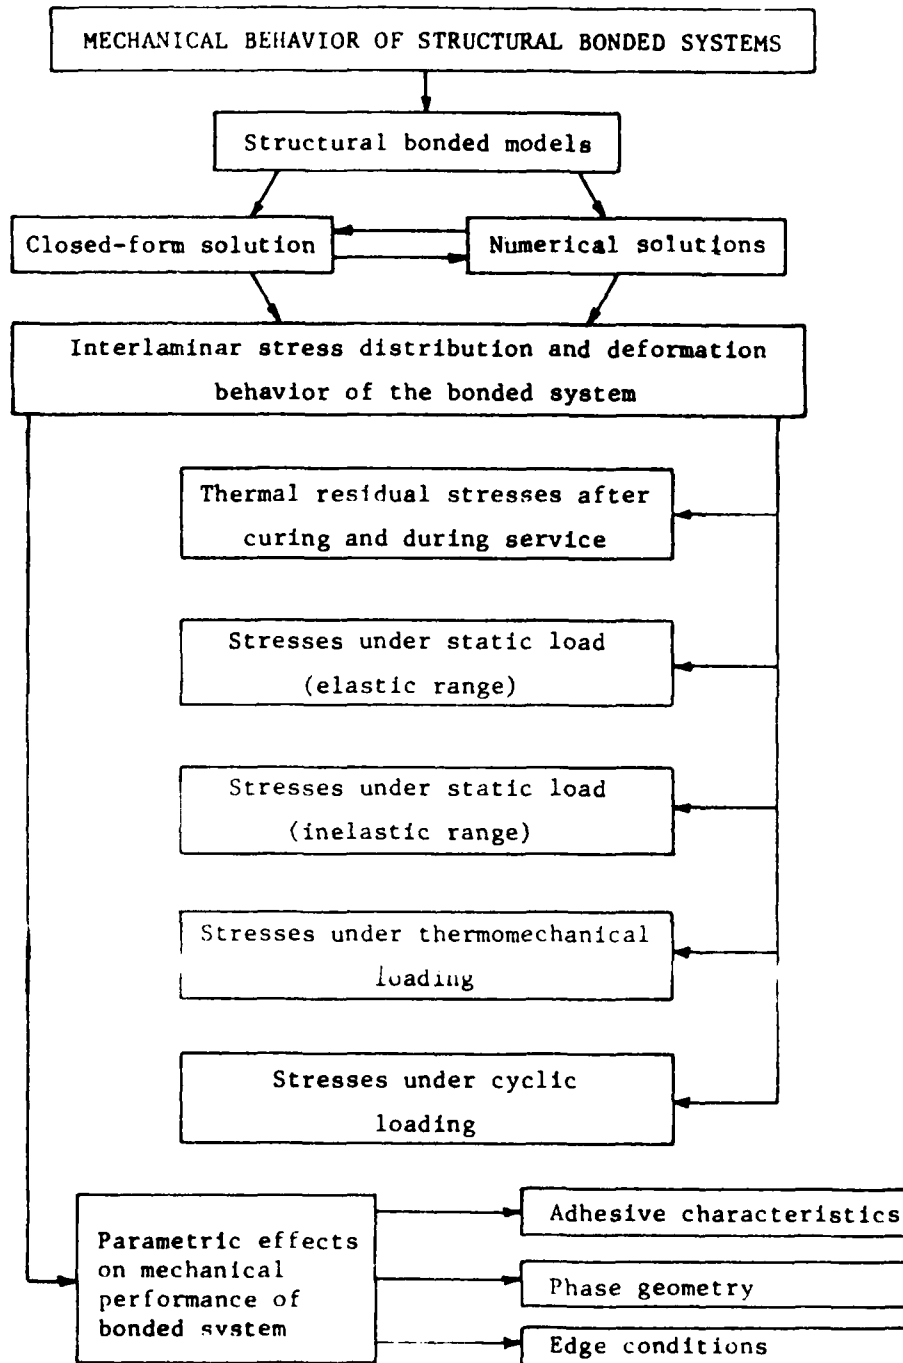 MECHANICAL BEHAVIOR OF STRUCTURAL BONDED SYSTEMS
Structural bonded models
Closed-form solution
Numerical solutions
Interlaminar stress distribution and deformation
behavior of the bonded system
Thermal residual stresses after
curing and during service
Stresses under static load
(elastic range)
Stresses under static load
(inelastic range)
Stresses under thermomechanical
loading
Stresses under cyclic
loading
Parametric effects
on mechanical
performance of
bonded system
Adhesive characteristics
Phase geometry
Edge conditions